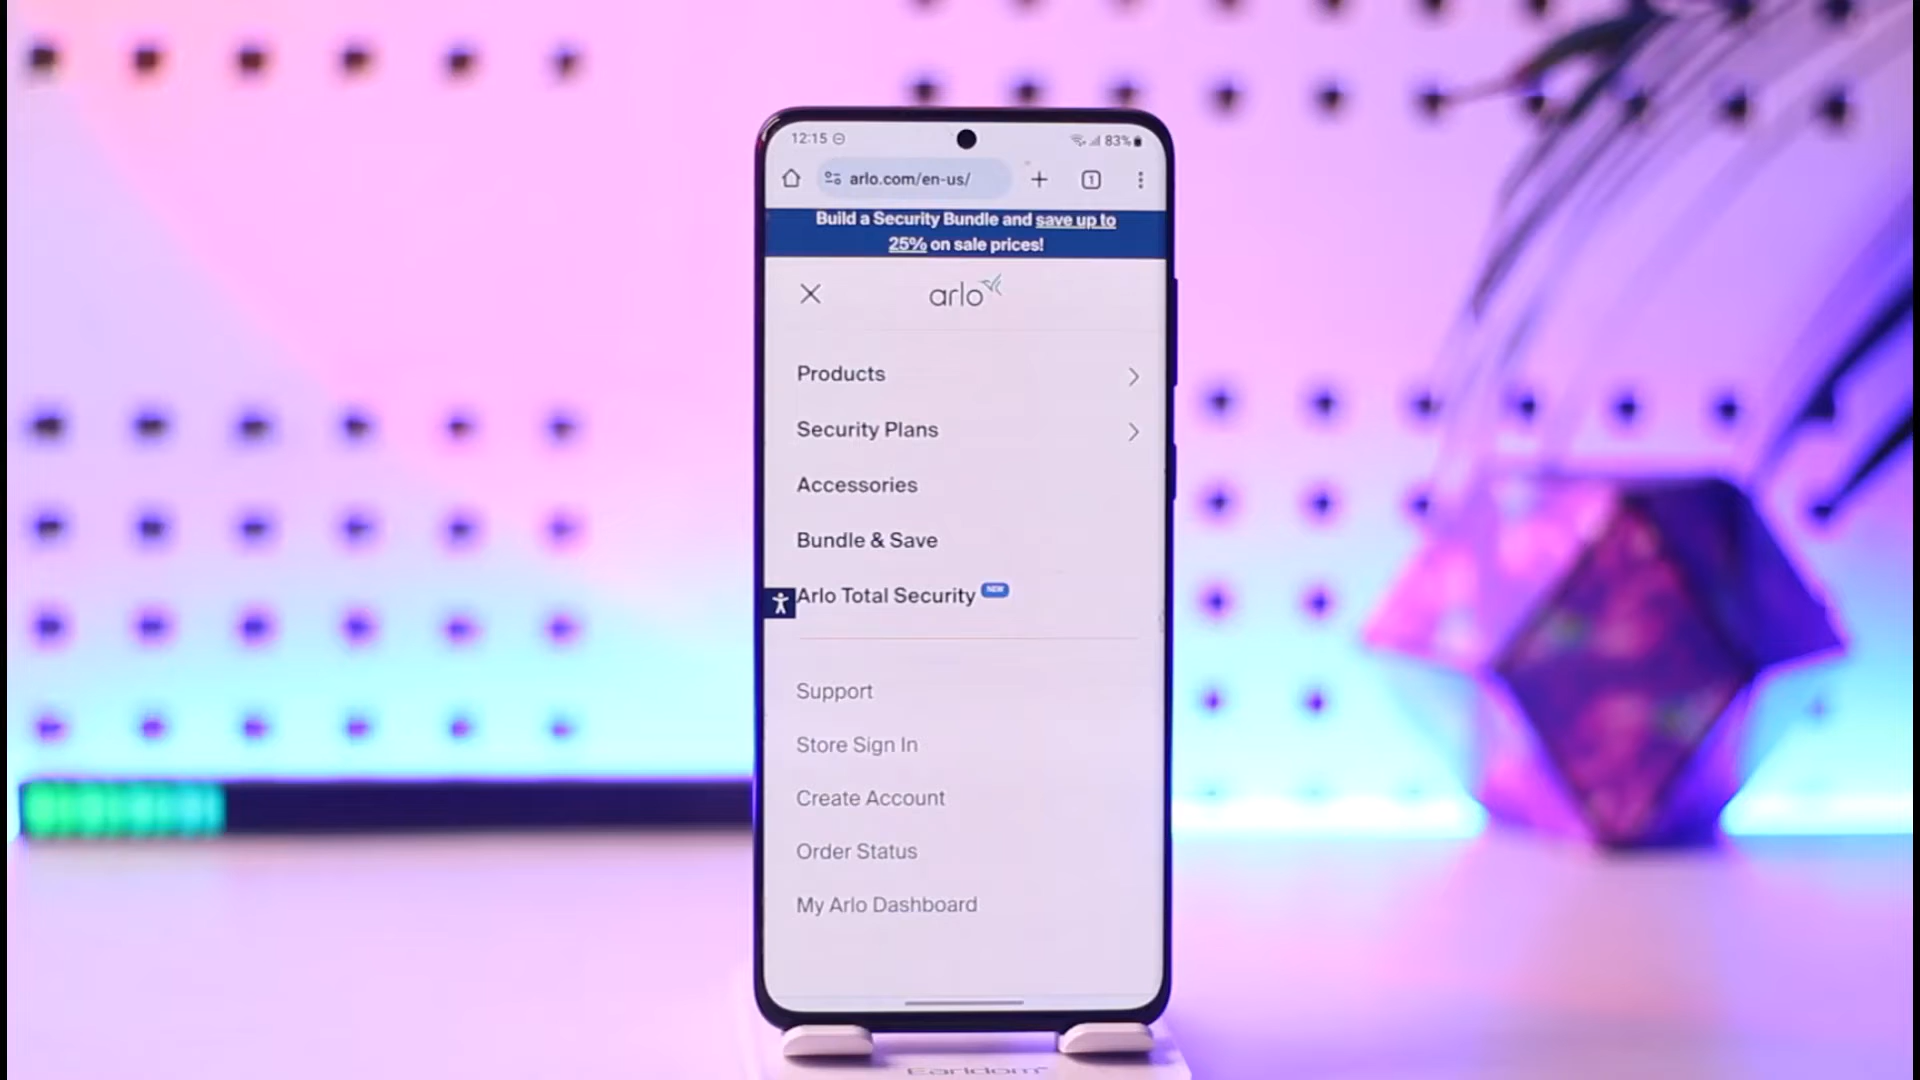 12:15
83%
arlo.com/en-us/
1
Build a Security Bundle and save up to
25% on sale prices!
arlo
Products
Security Plans
Accessories
Bundle & Save
Arlo Total Security NEW
Support
Store Sign In
Create Account
Order Status
My Arlo Dashboard
Earldom